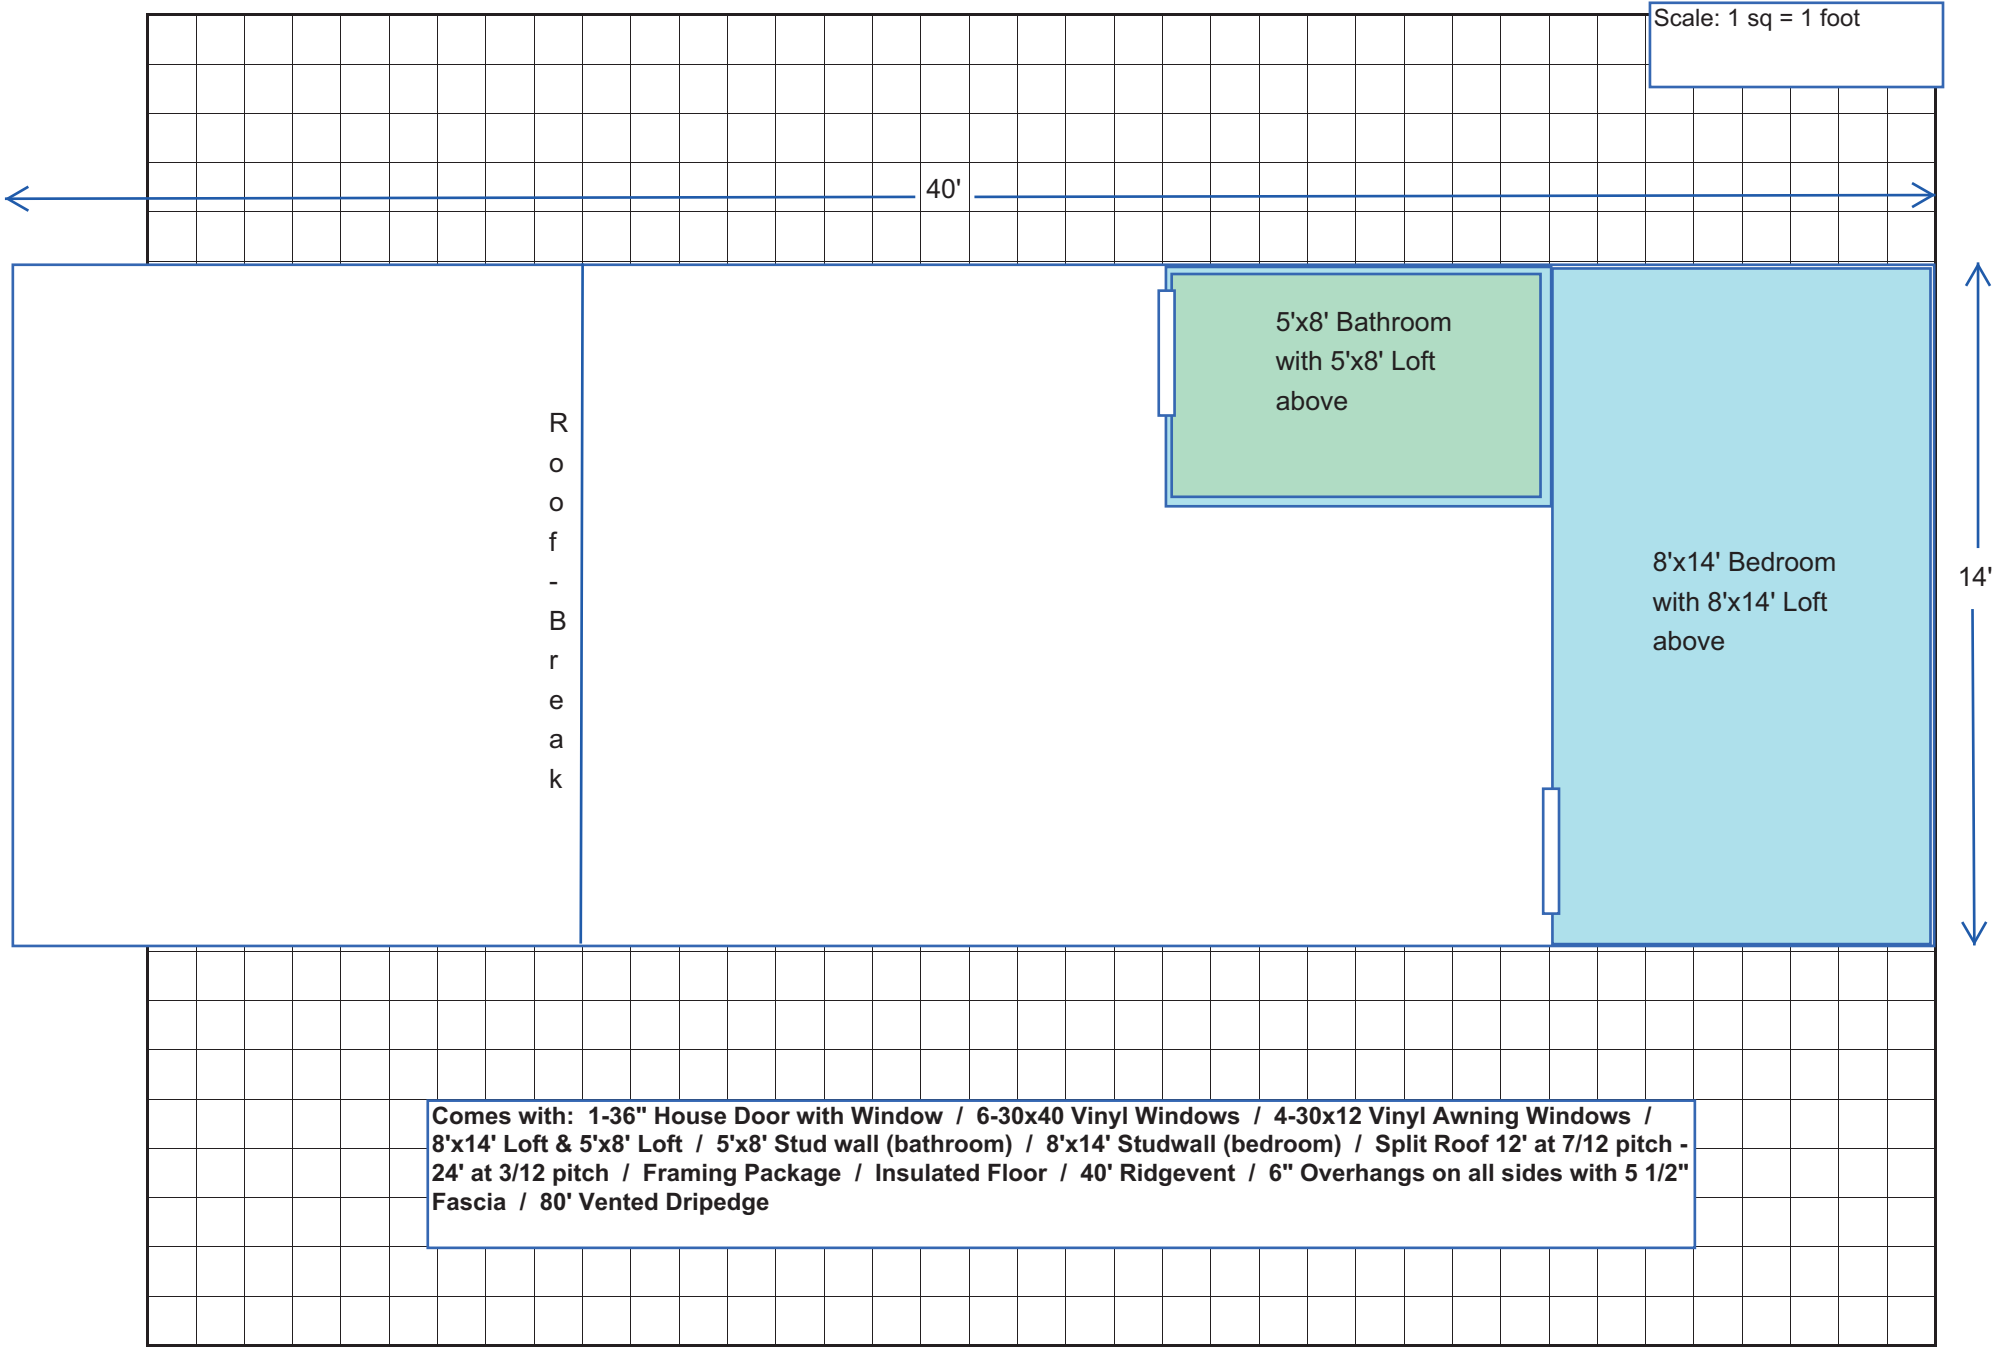 Scale: 1 sq = 1 foot
40'
5'x8' Bathroom
with 5'x8' Loft
above
R
o
o
f
-
B
r
e
a
k
8'x14' Bedroom
with 8'x14' Loft
above
14'
Comes with:  1-36" House Door with Window  /  6-30x40 Vinyl Windows  /  4-30x12 Vinyl Awning Windows  /
8'x14' Loft & 5'x8' Loft  /  5'x8' Stud wall (bathroom)  /  8'x14' Studwall (bedroom)  /  Split Roof 12' at 7/12 pitch -
24' at 3/12 pitch  /  Framing Package  /  Insulated Floor  /  40' Ridgevent  /  6" Overhangs on all sides with 5 1/2"
Fascia  /  80' Vented Dripedge